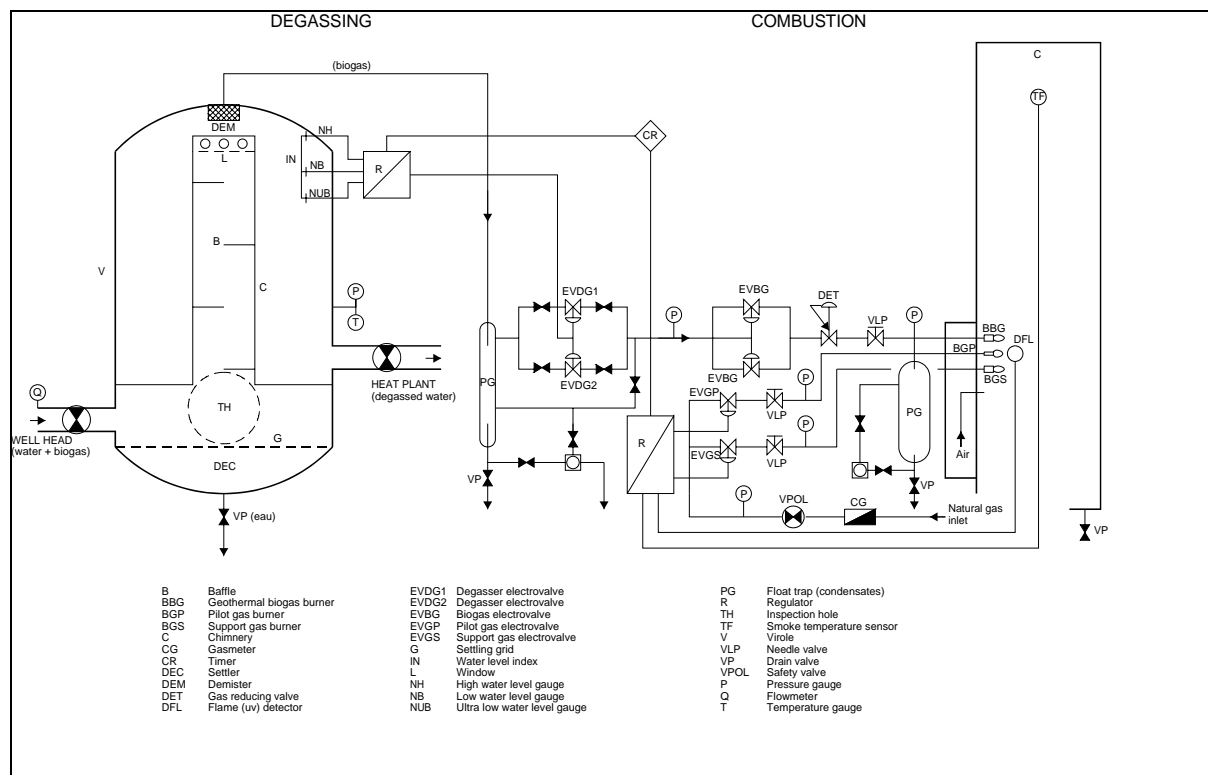 DEGASSING
COMBUSTION
(biogas)
DEM
L
IN
NH
NB
NUB
R
CR
C
TF
B
V
C
P
T
Q
WELL HEAD
(water + biogas)
TH
G
DEC
VP (eau)
HEAT PLANT
(degassed water)
PG
VP
EVDG1
EVDG2
P
EVBG
EVBG
DET
VLP
P
BBG
BGP
DFL
BGS
EVGP
VLP
P
EVGS
VLP
P
R
PG
VP
Air
P
VPOL
CG
Natural gas
inlet
VP
B Baffle
BBG Geothermal biogas burner
BGP Pilot gas burner
BGS Support gas burner
C Chimnery
CG Gasmeter
CR Timer
DEC Settler
DEM Demister
DET Gas reducing valve
DFL Flame (uv) detector
EVDG1 Degasser electrovalve
EVDG2 Degasser electrovalve
EVBG Biogas electrovalve
EVGP Pilot gas electrovalve
EVGS Support gas electrovalve
G Settling grid
IN Water level index
L Window
NH High water level gauge
NB Low water level gauge
NUB Ultra low water level gauge
PG Float trap (condensates)
R Regulator
TH Inspection hole
TF Smoke temperature sensor
V Virole
VLP Needle valve
VP Drain valve
VPOL Safety valve
P Pressure gauge
Q Flowmeter
T Temperature gauge